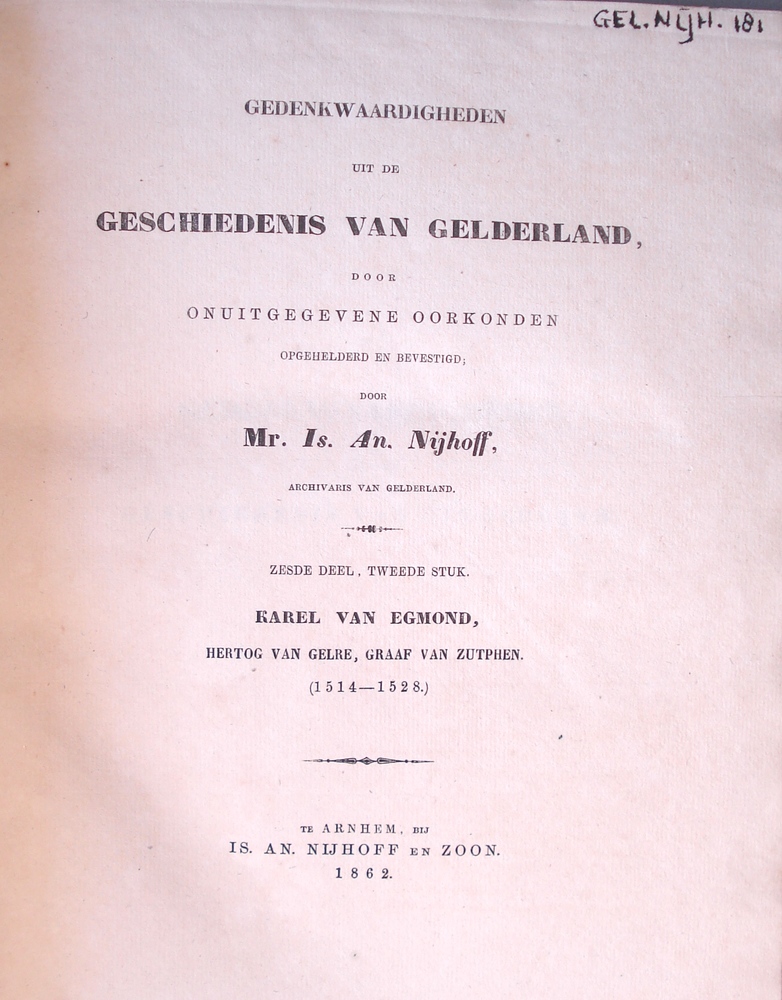 GEL. NIJH. 181
GEDENKWAARDIGHEDEN
UIT DE
GESCHIEDENIS VAN GELDERLAND,
DOOR
ONUITGEGEVENE OORKONDEN
OPGEHELDERD EN BEVESTIGD;
DOOR
Mr. Is. An. Nijhoff,
ARCHIVARIS VAN GELDERLAND.
ZESDE DEEL, TWEEDE STUK.
KAREL VAN EGMOND,
HERTOG VAN GELRE, GRAAF VAN ZUTPHEN.
(1514—1528.)
TE ARNHEM, BIJ
IS. AN. NIJHOFF EN ZOON.
1862.